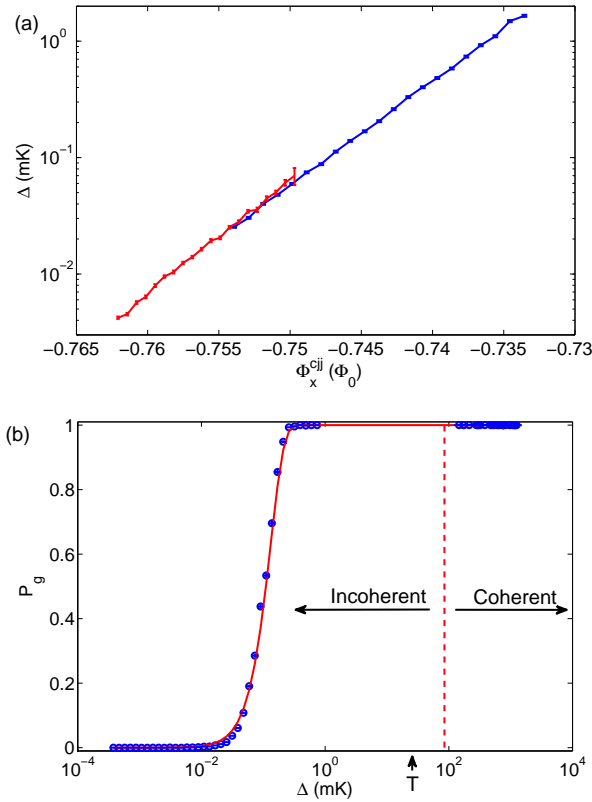 (a)
10^0
10^{-1}
10^{-2}
Δ (mK)
−0.765 −0.76 −0.755 −0.75 −0.745 −0.74 −0.735 −0.73
Φ_x^{cjj} (Φ_0)
(b)
1
0.8
0.6
0.4
0.2
0
P_g
Incoherent Coherent
10^{−4} 10^{−2} 10^0 10^2 10^4
Δ (mK) T